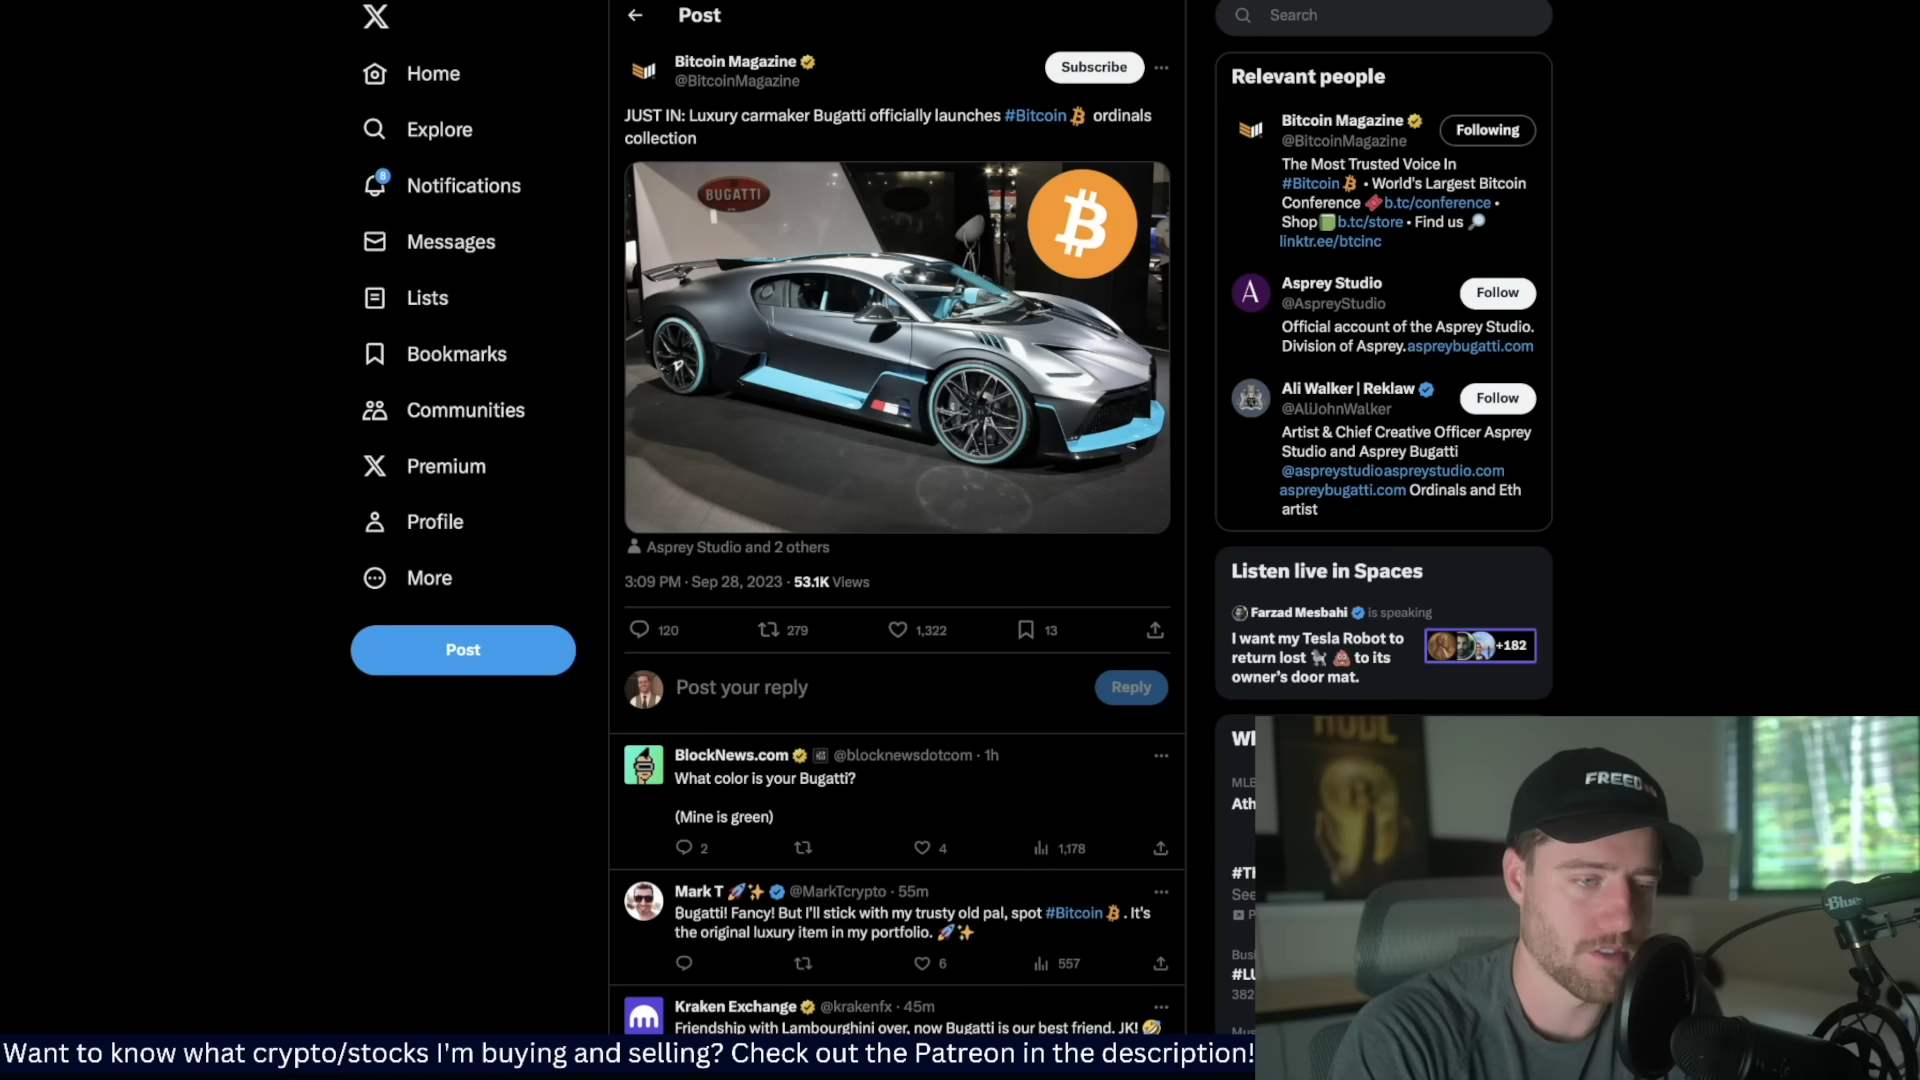 Home
Explore
8
Notifications
Messages
Lists
Bookmarks
Communities
Premium
Profile
More
Post
Post
Bitcoin Magazine
@BitcoinMagazine
Subscribe
JUST IN: Luxury carmaker Bugatti officially launches #Bitcoin ordinals
collection
BUGATTI
Asprey Studio and 2 others
3:09 PM · Sep 28, 2023 · 53.1K Views
120
279
1,322
13
Post your reply
Reply
BlockNews.com @blocknewsdotcom · 1h
What color is your Bugatti?
(Mine is green)
2
4
1,178
Mark T 🚀✨ @MarkTcrypto · 55m
Bugatti! Fancy! But I'll stick with my trusty old pal, spot #Bitcoin . It's
the original luxury item in my portfolio. 🚀✨
6
557
Kraken Exchange @krakenfx · 45m
Friendship with Lambourghini over, now Bugatti is our best friend. JK! 🤣
Search
Relevant people
Bitcoin Magazine
@BitcoinMagazine
Following
The Most Trusted Voice In
#Bitcoin • World's Largest Bitcoin
Conference 🎟️b.tc/conference •
Shop📗b.tc/store • Find us 🔎
linktr.ee/btcinc
A
Asprey Studio
@AspreyStudio
Follow
Official account of the Asprey Studio.
Division of Asprey.aspreybugatti.com
Ali Walker | Reklaw
@AliJohnWalker
Follow
Artist & Chief Creative Officer Asprey
Studio and Asprey Bugatti
@aspreystudioaspreystudio.com
aspreybugatti.com Ordinals and Eth
artist
Listen live in Spaces
Farzad Mesbahi is speaking
I want my Tesla Robot to
return lost 🐩 💩 to its
owner's door mat.
+182
HODL
Blue
Want to know what crypto/stocks I'm buying and selling? Check out the Patreon in the description!